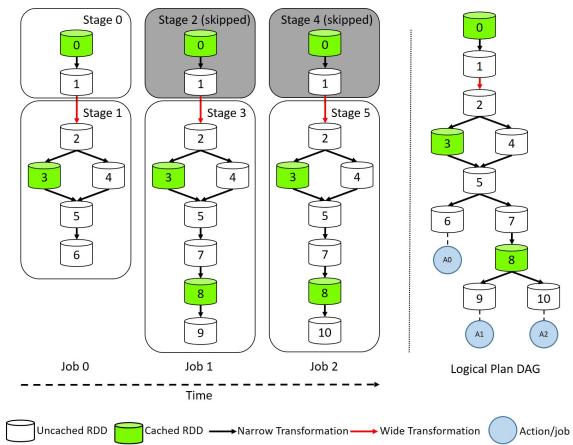 Stage 0
0
1
Stage 1
2
3
4
5
6
Job 0
Stage 2 (skipped)
0
1
Stage 3
2
3
4
5
7
8
9
Job 1
Stage 4 (skipped)
0
1
Stage 5
2
3
4
5
7
8
10
Job 2
Time
0
1
2
3
4
5
6
7
A0
8
9
10
A1
A2
Logical Plan DAG
Uncached RDD
Cached RDD
Narrow Transformation
Wide Transformation
Action/job